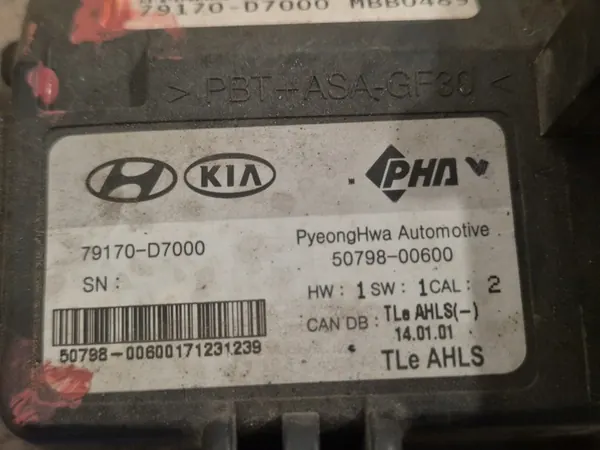 79170-D7000 MBB0489
>PBT+ASA-GF30<
KIA
PHA
79170-D7000
PyeongHwa Automotive
SN :
50798-00600
HW : 1 SW : 1 CAL : 2
CAN DB : TLe AHLS(-)
14.01.01
50798-00600171231239
TLe AHLS